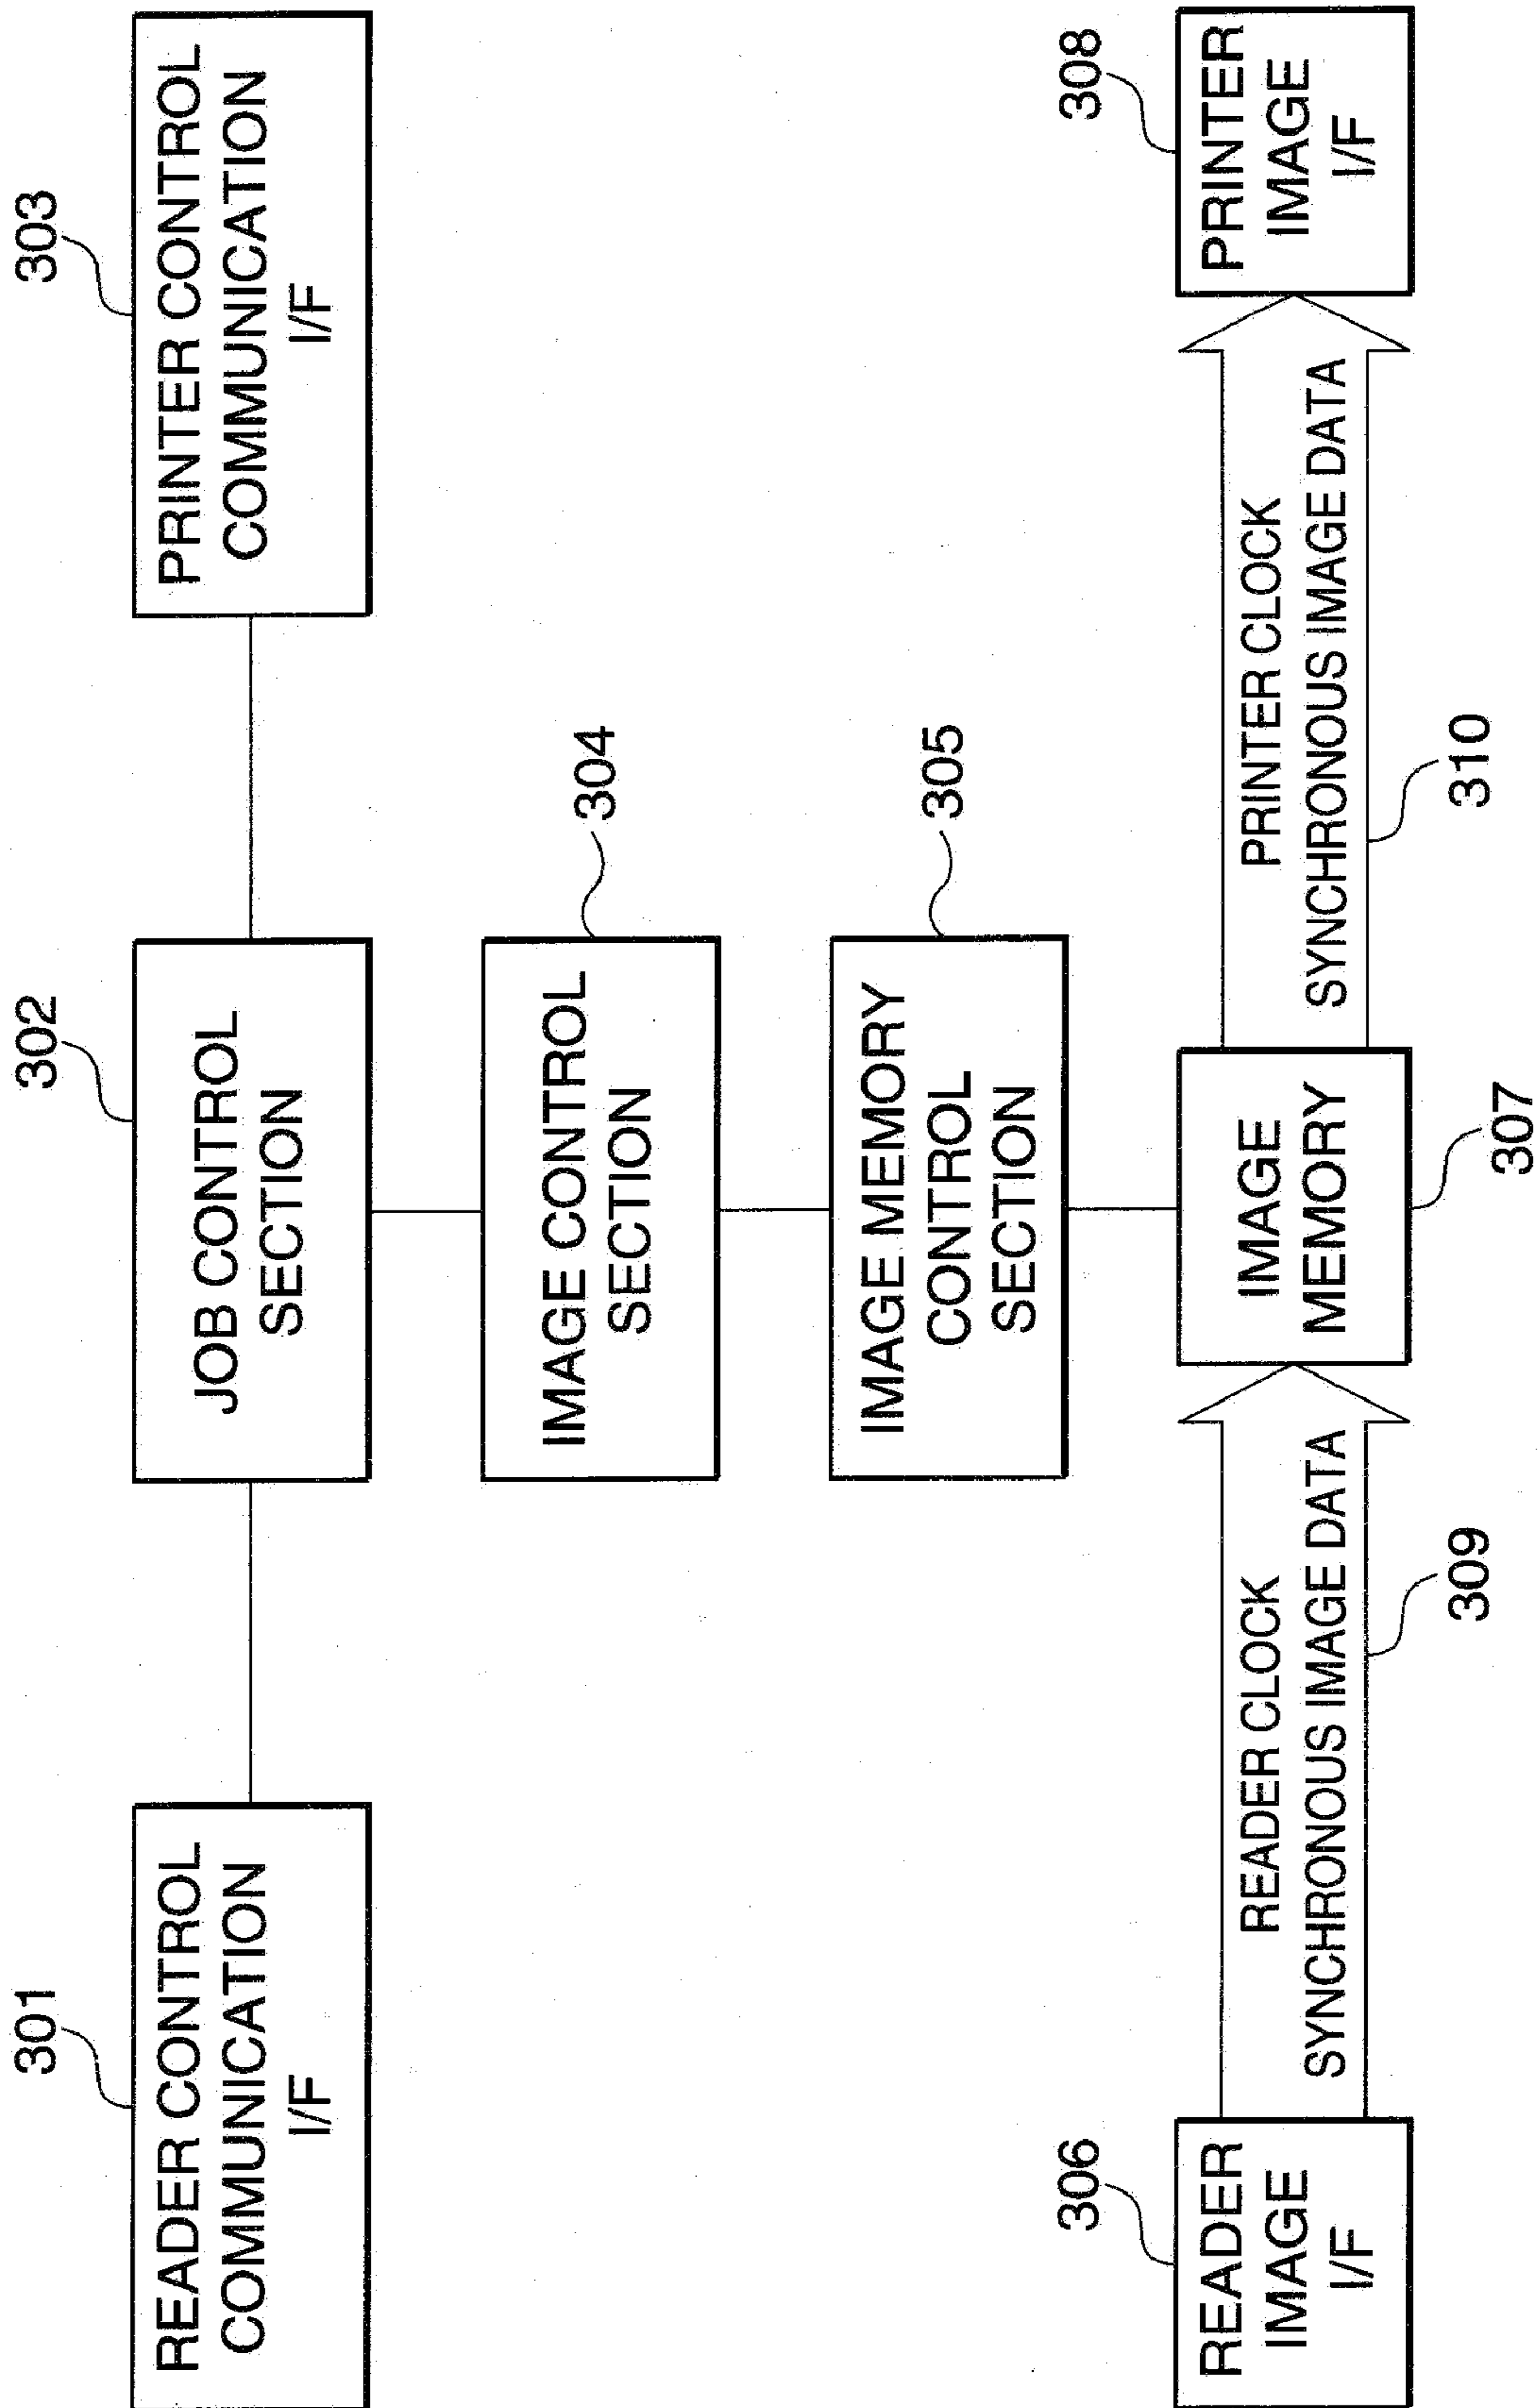 301
READER CONTROL
COMMUNICATION
I/F
302
JOB CONTROL
SECTION
303
PRINTER CONTROL
COMMUNICATION
I/F
IMAGE CONTROL
SECTION
304
IMAGE MEMORY
CONTROL
SECTION
305
306
READER
IMAGE
I/F
READER CLOCK
SYNCHRONOUS IMAGE DATA
309
IMAGE
MEMORY
307
PRINTER CLOCK
SYNCHRONOUS IMAGE DATA
310
308
PRINTER
IMAGE
I/F